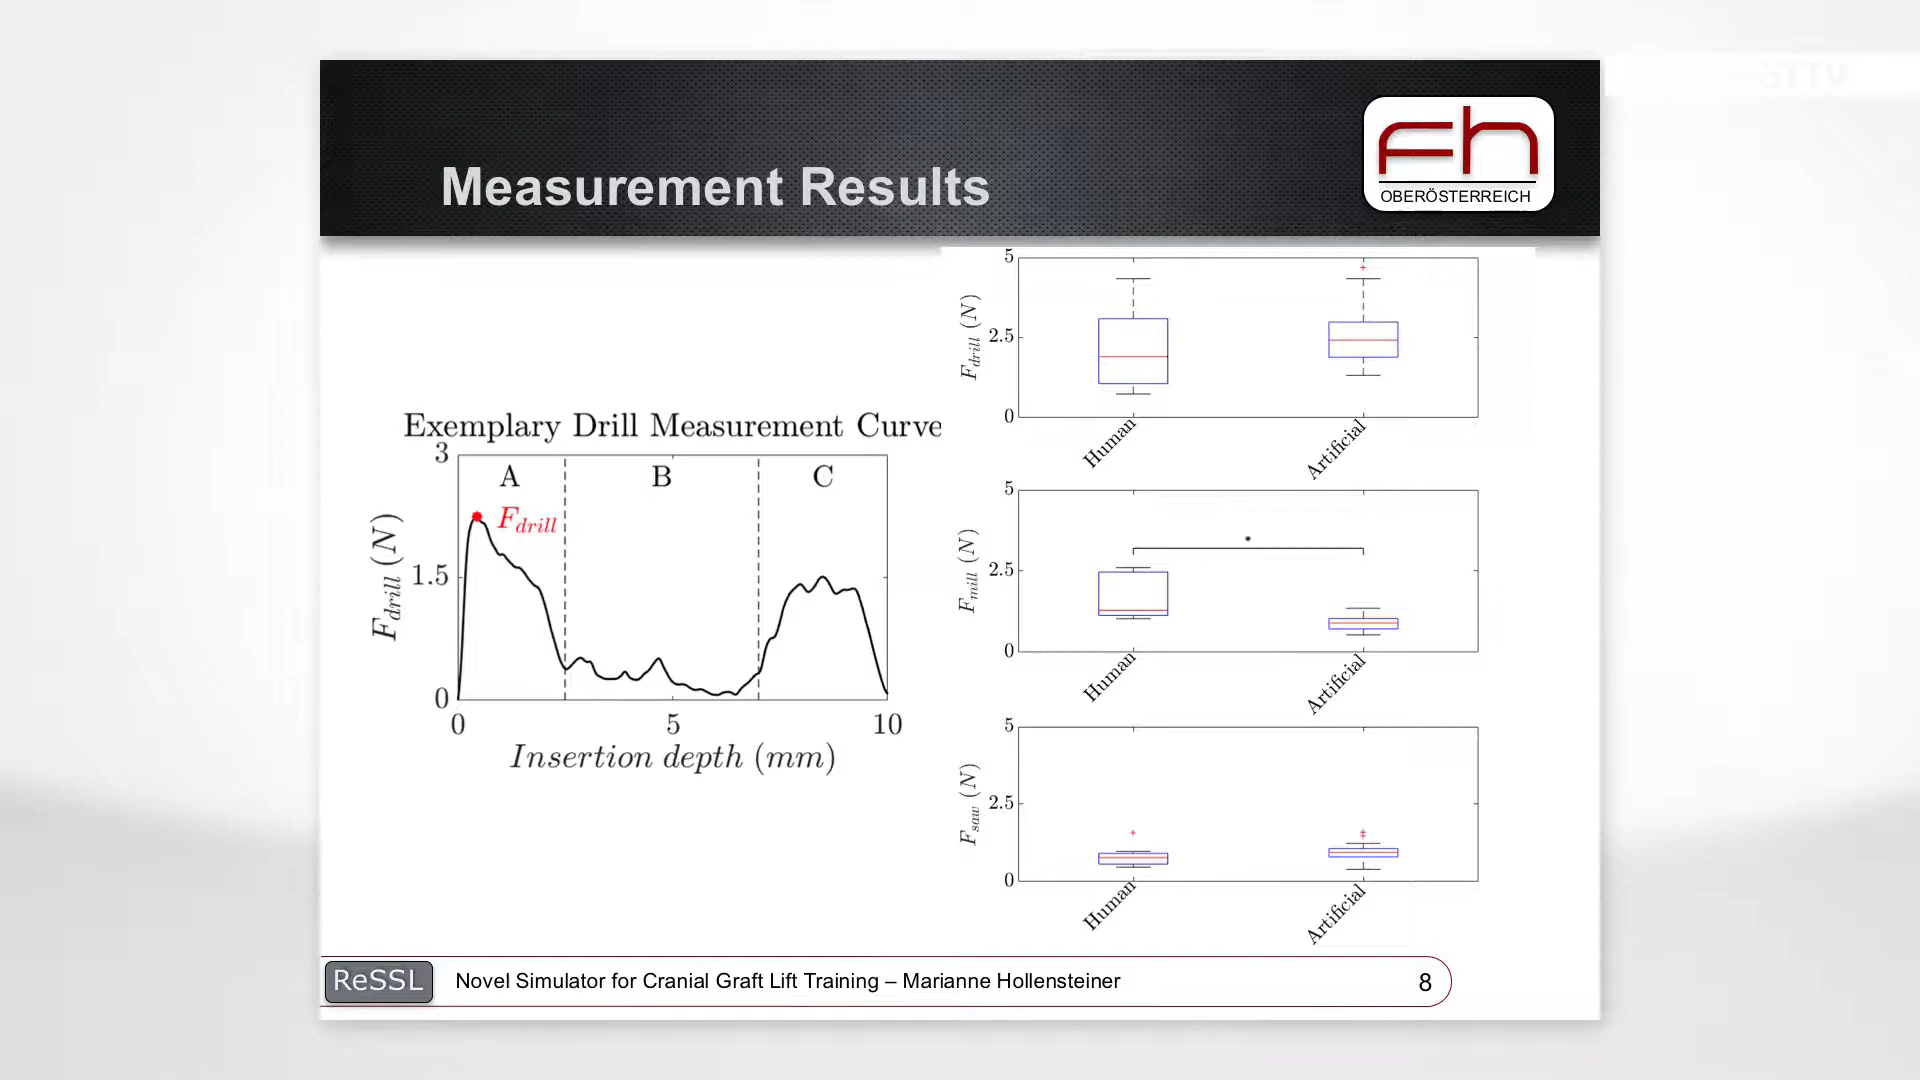 Measurement Results
Fh
OBERÖSTERREICH
Exemplary Drill Measurement Curve
3
1.5
0
F_drill (N)
A
B
C
F_drill
0
5
10
Insertion depth (mm)
5
2.5
0
F_drill (N)
Human
Artificial
5
2.5
0
F_mill (N)
*
Human
Artificial
5
2.5
0
F_saw (N)
Human
Artificial
ReSSL
Novel Simulator for Cranial Graft Lift Training – Marianne Hollensteiner
8